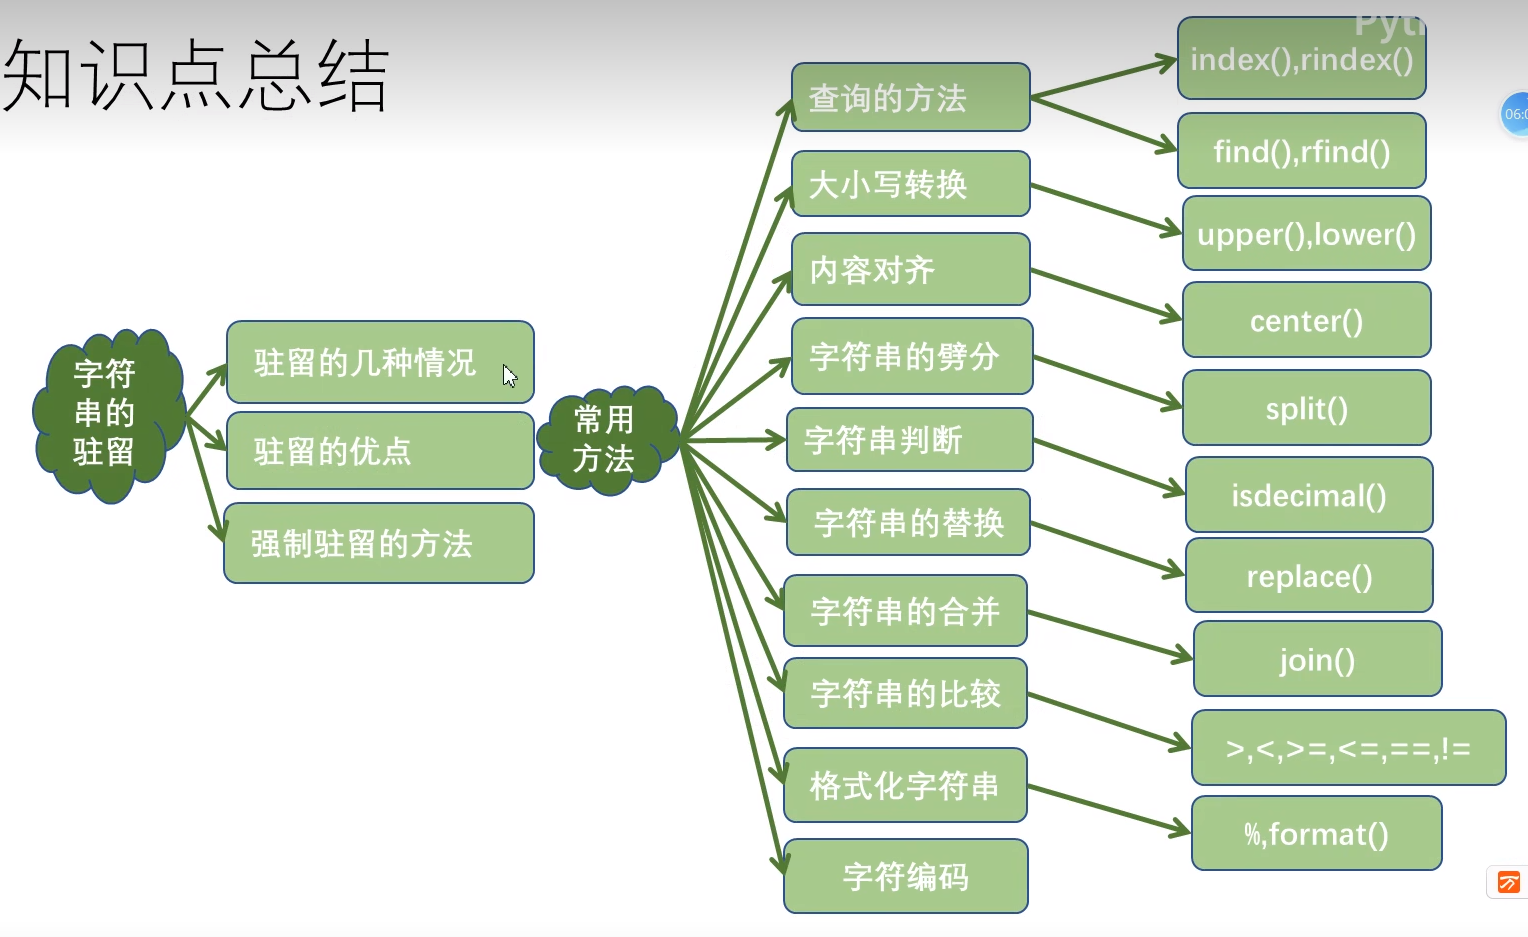 知识点总结
字符
串的
驻留
驻留的几种情况
驻留的优点
强制驻留的方法
常用
方法
查询的方法
大小写转换
内容对齐
字符串的劈分
字符串判断
字符串的替换
字符串的合并
字符串的比较
格式化字符串
字符编码
index(),rindex()
find(),rfind()
upper(),lower()
center()
split()
isdecimal()
replace()
join()
>,<,>=,<=,==,!=
%,format()